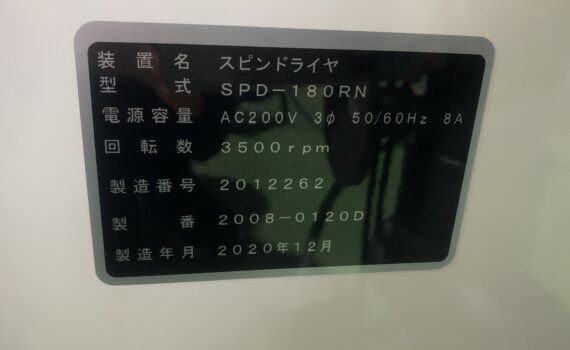 装置名 スピンドライヤ
型式 SPD-180RN
電源容量 AC200V 3φ 50/60Hz 8A
回転数 3500rpm
製造番号 2012262
製番 2008-0120D
製造年月 2020年12月